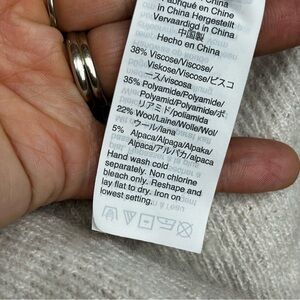 Fabriqué en Chine
in China Hergestellt
Vervaardigd in China
中国製
Hecho en China
38% Viscose/Viscose/
Viskose/Viscose/ビスコ
ース/viscosa
35% Polyamide/Polyamide/
Polyamid/Polyamide/ポ
リアミド/poliamida
22% Wool/Laine/Wolle/Wol/
ウール/lana
5% Alpaca/Alpaga/Alpaka/
Alpaca/アルパカ/alpaca
Hand wash cold
separately. Non chlorine
bleach only. Reshape and
lay flat to dry. Iron on
lowest setting.